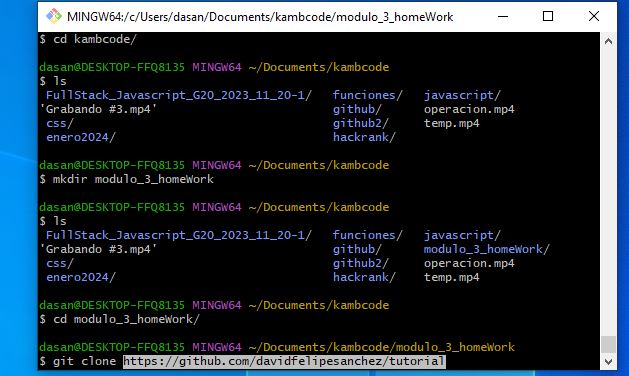 MINGW64:/c/Users/dasan/Documents/kambcode/modulo_3_homeWork
$ cd kambcode/
dasan@DESKTOP-FFQ8135 MINGW64 ~/Documents/kambcode
$ ls
FullStack_Javascript_G20_2023_11_20-1/ funciones/ javascript/
'Grabando #3.mp4' github/ operacion.mp4
css/ github2/ temp.mp4
enero2024/ hackrank/
dasan@DESKTOP-FFQ8135 MINGW64 ~/Documents/kambcode
$ mkdir modulo_3_homeWork
dasan@DESKTOP-FFQ8135 MINGW64 ~/Documents/kambcode
$ ls
FullStack_Javascript_G20_2023_11_20-1/ funciones/ javascript/
'Grabando #3.mp4' github/ modulo_3_homeWork/
css/ github2/ operacion.mp4
enero2024/ hackrank/ temp.mp4
dasan@DESKTOP-FFQ8135 MINGW64 ~/Documents/kambcode
$ cd modulo_3_homeWork/
dasan@DESKTOP-FFQ8135 MINGW64 ~/Documents/kambcode/modulo_3_homeWork
$ git clone https://github.com/davidfelipesanchez/tutorial